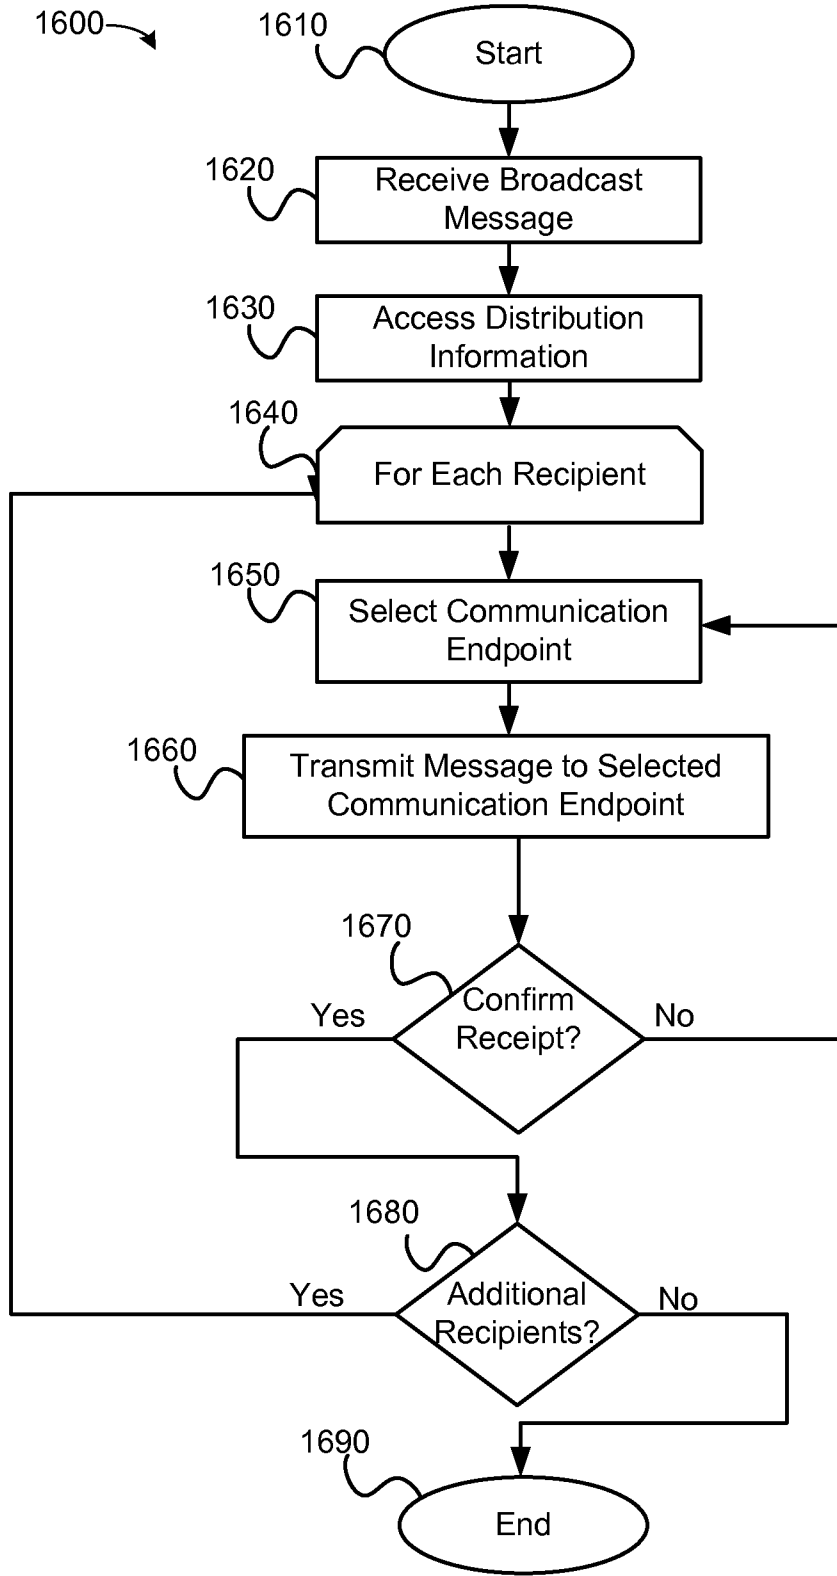 1600
1610
Start
1620
Receive Broadcast
Message
1630
Access Distribution
Information
1640
For Each Recipient
1650
Select Communication
Endpoint
1660
Transmit Message to Selected
Communication Endpoint
1670
Confirm
Receipt?
Yes
No
1680
Additional
Recipients?
Yes
No
1690
End